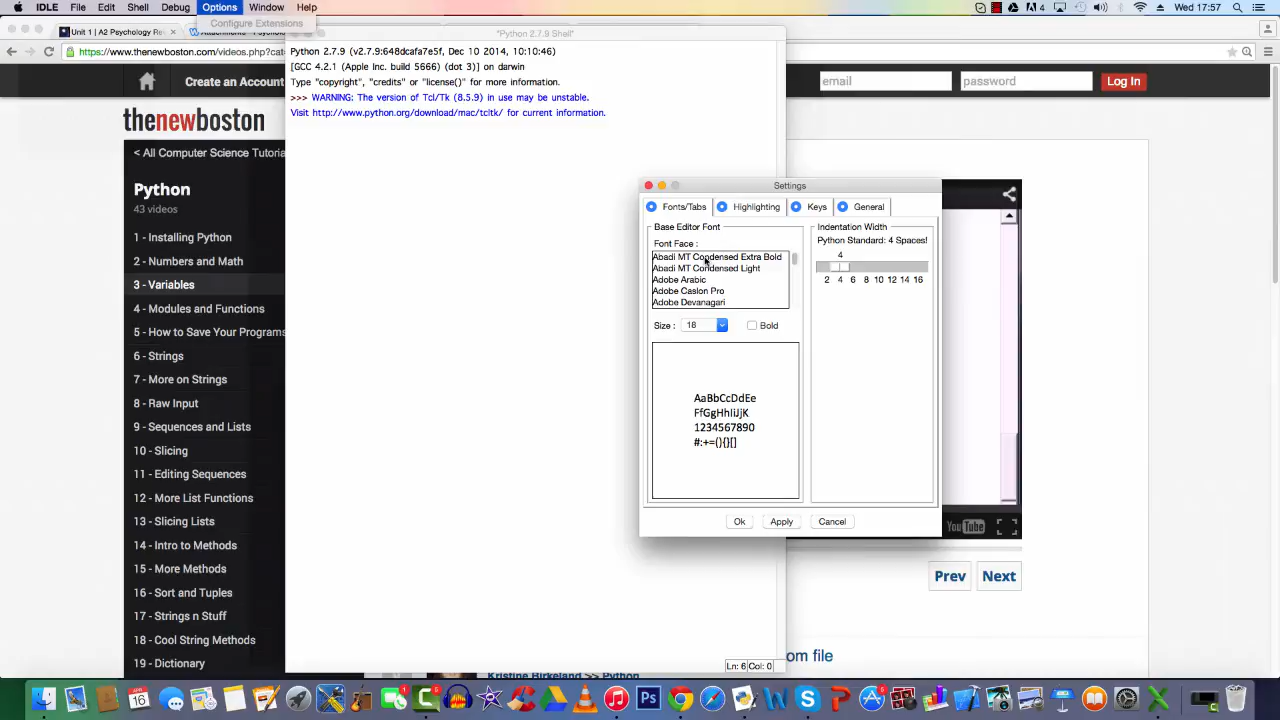 IDLE File Edit Shell Debug Options Window Help
Configure Extensions
4 Wed 17:57
Unit 1 | A2 Psychology Re
https://www.thenewboston.com/videos.php?cat
"Python 2.7.9 Shell"
Python 2.7.9 (v2.7.9:648dcafa7e5f, Dec 10 2014, 10:10:46)
[GCC 4.2.1 (Apple Inc. build 5666) (dot 3)] on darwin
Type "copyright", "credits" or "license()" for more information.
>>> WARNING: The version of Tcl/Tk (8.5.9) in use may be unstable.
Visit http://www.python.org/download/mac/tcltk/ for current information.
Create an Account
email
password
Log In
thenewboston
< All Computer Science Tutoria
Python
43 videos
1 - Installing Python
2 - Numbers and Math
3 - Variables
4 - Modules and Functions
5 - How to Save Your Programs
6 - Strings
7 - More on Strings
8 - Raw Input
9 - Sequences and Lists
10 - Slicing
11 - Editing Sequences
12 - More List Functions
13 - Slicing Lists
14 - Intro to Methods
15 - More Methods
16 - Sort and Tuples
17 - Strings n Stuff
18 - Cool String Methods
19 - Dictionary
Settings
Fonts/Tabs
Highlighting
Keys
General
Base Editor Font
Font Face :
Abadi MT Condensed Extra Bold
Abadi MT Condensed Light
Adobe Arabic
Adobe Caslon Pro
Adobe Devanagari
Size : 18
Bold
AaBbCcDdEe
FfGgHhIiJjK
1234567890
#:+=(){}[]
Indentation Width
Python Standard: 4 Spaces!
4
2 4 6 8 10 12 14 16
Ok
Apply
Cancel
YouTube
Prev
Next
om file
Ln: 6 Col: 0
Kristine Birkeland >> Python